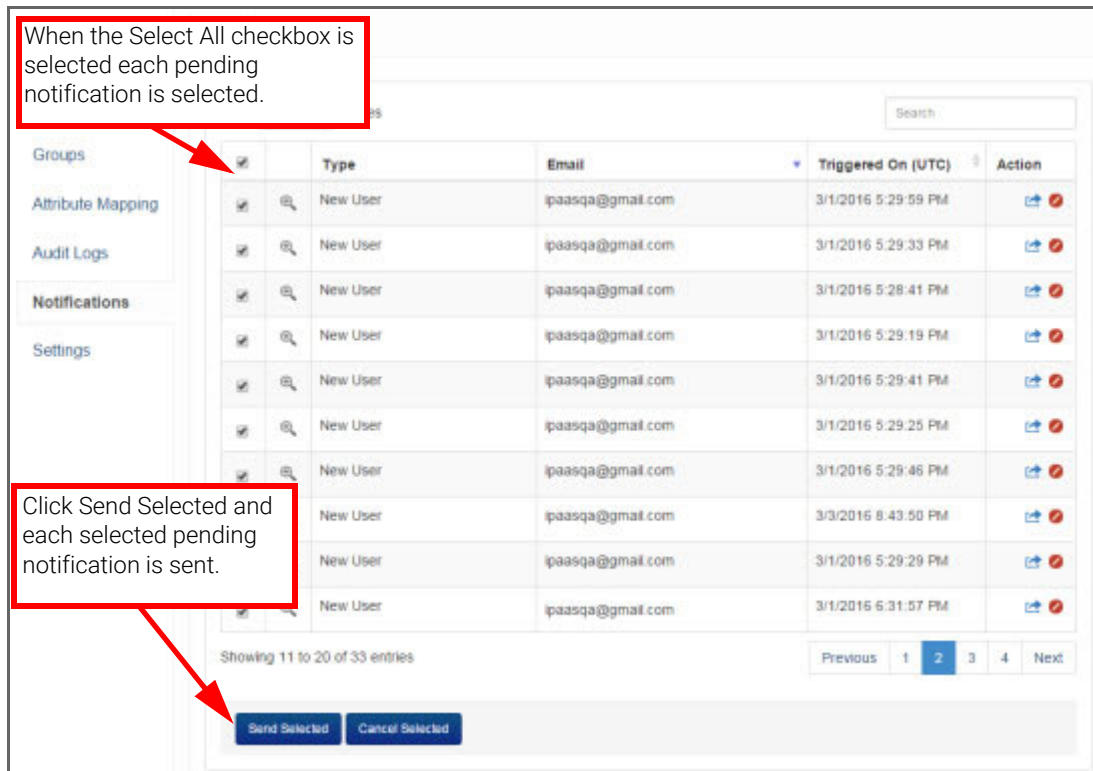 When the Select All checkbox is
selected each pending
notification is selected.
es
Search
Groups
Attribute Mapping
Audit Logs
Notifications
Settings
Type Email Triggered On (UTC) Action
New User ipaasqa@gmail.com 3/1/2016 5:29:59 PM
New User ipaasqa@gmail.com 3/1/2016 5:29:33 PM
New User ipaasqa@gmail.com 3/1/2016 5:28:41 PM
New User ipaasqa@gmail.com 3/1/2016 5:29:19 PM
New User ipaasqa@gmail.com 3/1/2016 5:29:41 PM
New User ipaasqa@gmail.com 3/1/2016 5:29:25 PM
New User ipaasqa@gmail.com 3/1/2016 5:29:46 PM
New User ipaasqa@gmail.com 3/3/2016 8:43:50 PM
New User ipaasqa@gmail.com 3/1/2016 5:29:29 PM
New User ipaasqa@gmail.com 3/1/2016 6:31:57 PM
Click Send Selected and
each selected pending
notification is sent.
Showing 11 to 20 of 33 entries
Previous 1 2 3 4 Next
Send Selected Cancel Selected